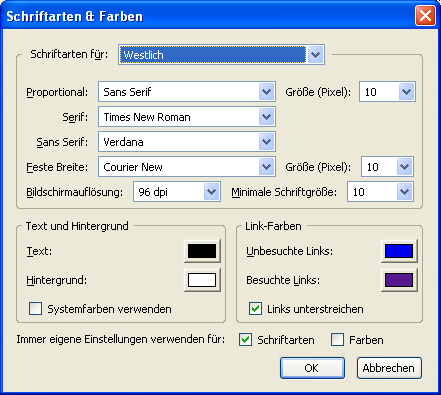 Schriftarten & Farben
Schriftarten für: Westlich
Proportional: Sans Serif Größe (Pixel): 10
Serif: Times New Roman
Sans Serif: Verdana
Feste Breite: Courier New Größe (Pixel): 10
Bildschirmauflösung: 96 dpi Minimale Schriftgröße: 10
Text und Hintergrund Link-Farben
Text: Unbesuchte Links:
Hintergrund: Besuchte Links:
Systemfarben verwenden Links unterstreichen
Immer eigene Einstellungen verwenden für: Schriftarten Farben
OK Abbrechen